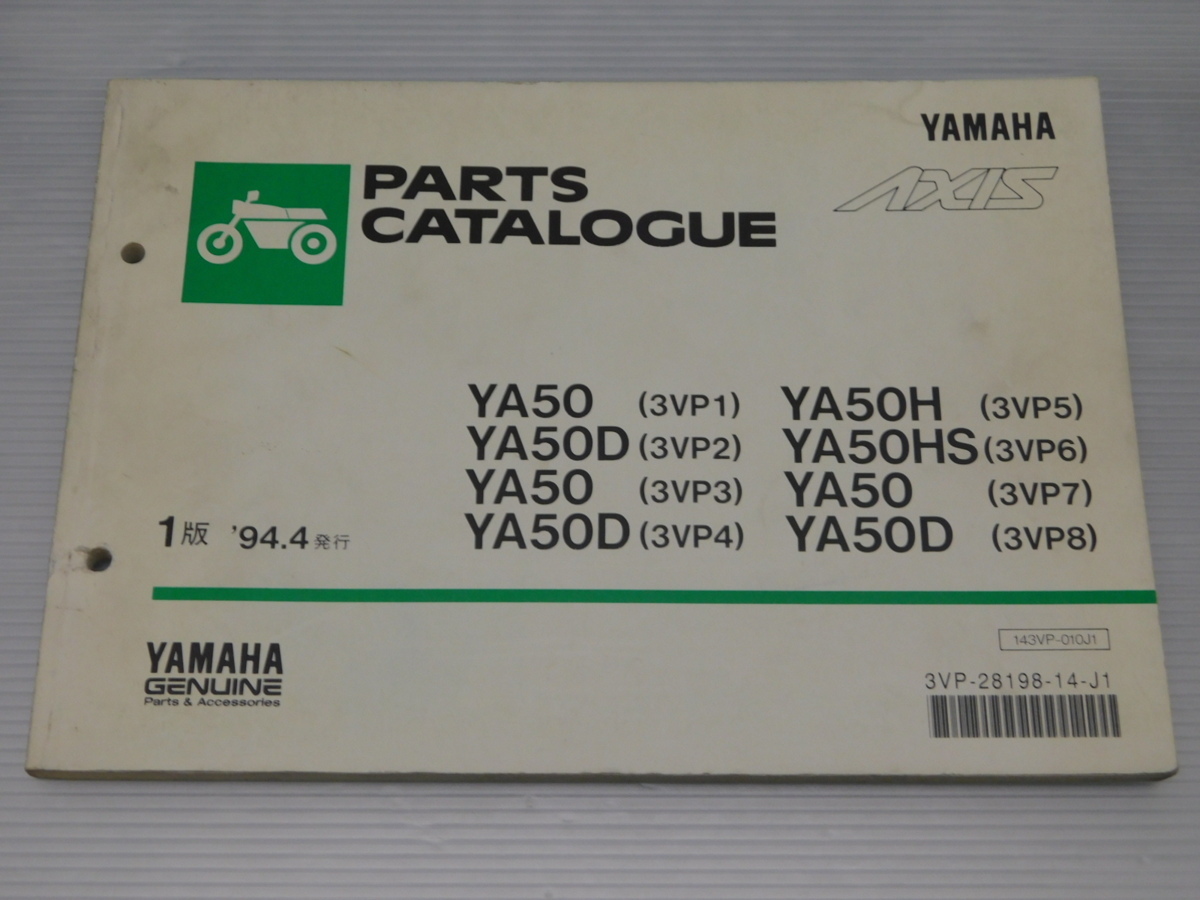 YAMAHA
AXIS
PARTS
CATALOGUE
YA50 (3VP1) YA50H (3VP5)
YA50D (3VP2) YA50HS (3VP6)
YA50 (3VP3) YA50 (3VP7)
YA50D (3VP4) YA50D (3VP8)
1版 '94.4発行
YAMAHA
GENUINE
Parts & Accessories
143VP-010J1
3VP-28198-14-J1